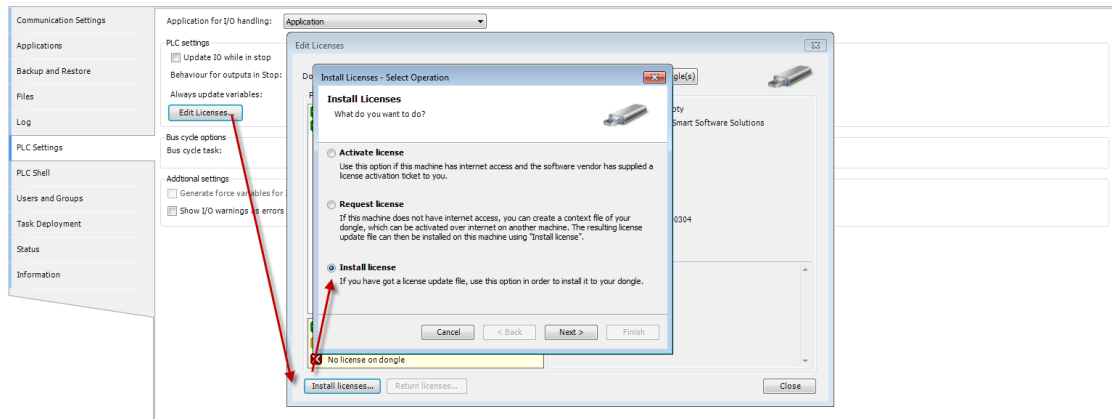 Communication Settings
Applications
Backup and Restore
Files
Log
PLC Settings
PLC Shell
Users and Groups
Task Deployment
Status
Information
Application for I/O handling: Application
PLC settings
Update IO while in stop
Behaviour for outputs in Stop:
Always update variables:
Edit Licenses...
Bus cycle options
Bus cycle task:
Additional settings
Generate force variables for
Show I/O warnings as errors
Edit Licenses
gle(s)
pty
Smart Software Solutions
0304
Install Licenses - Select Operation
Install Licenses
What do you want to do?
Activate license
Use this option if this machine has internet access and the software vendor has supplied a
license activation ticket to you.
Request license
If this machine does not have internet access, you can create a context file of your
dongle, which can be activated over internet on another machine. The resulting license
update file can then be installed on this machine using "Install license".
Install license
If you have got a license update file, use this option in order to install it to your dongle.
Cancel
< Back
Next >
Finish
No license on dongle
Install licenses...
Return licenses...
Close